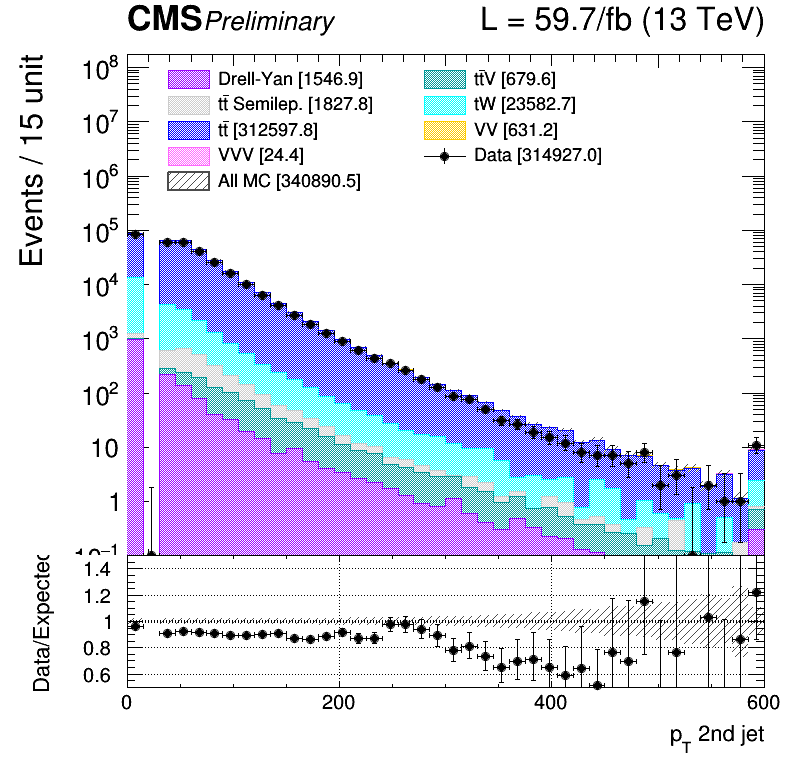 CMS Preliminary L = 59.7/fb (13 TeV)
Events / 15 unit
10⁸
10⁷
10⁶
10⁵
10⁴
10³
10²
10
1
10⁻¹
Drell-Yan [1546.9]
tt̄ Semilep. [1827.8]
tt̄ [312597.8]
VVV [24.4]
All MC [340890.5]
tt̄V [679.6]
tW [23582.7]
VV [631.2]
Data [314927.0]
Data/Expected
1.4
1.2
1
0.8
0.6
0 200 400 600
p_T 2nd jet